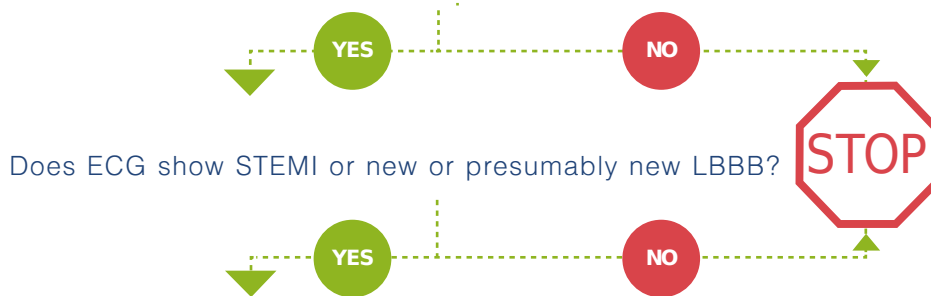 YES NO
Does ECG show STEMI or new or presumably new LBBB?
STOP
YES NO